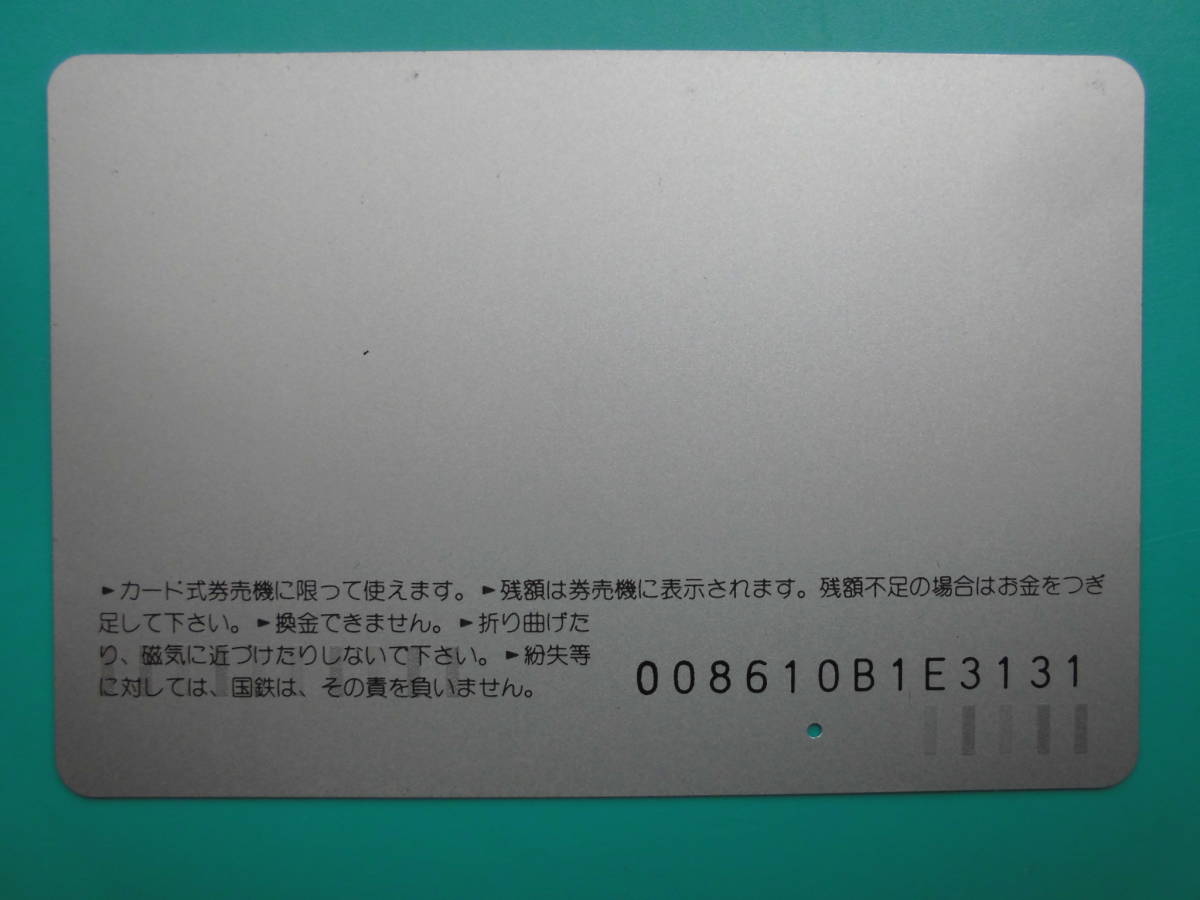 ►カード式券売機に限って使えます。►残額は券売機に表示されます。残額不足の場合はお金をつぎ
足して下さい。►換金できません。►折り曲げた
り、磁気に近づけたりしないで下さい。►紛失等
に対しては、国鉄は、その責を負いません。
008610B1E3131